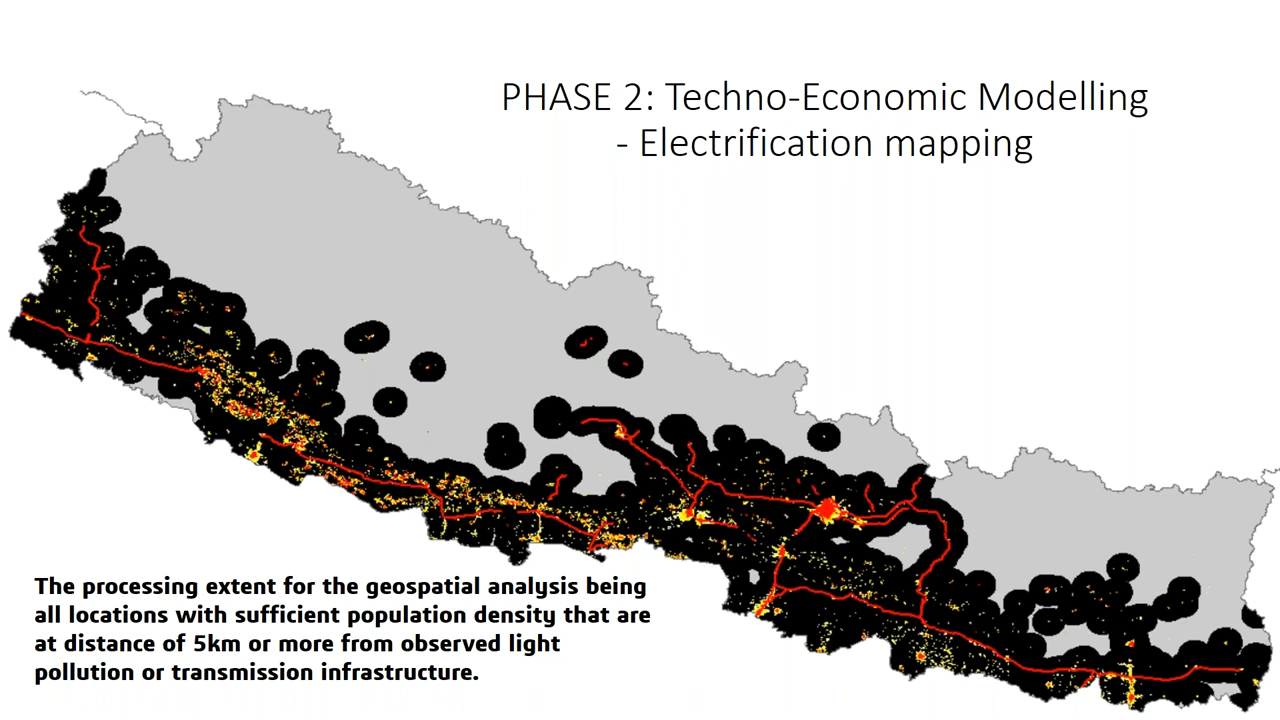 PHASE 2: Techno-Economic Modelling
- Electrification mapping
The processing extent for the geospatial analysis being
all locations with sufficient population density that are
at distance of 5km or more from observed light
pollution or transmission infrastructure.